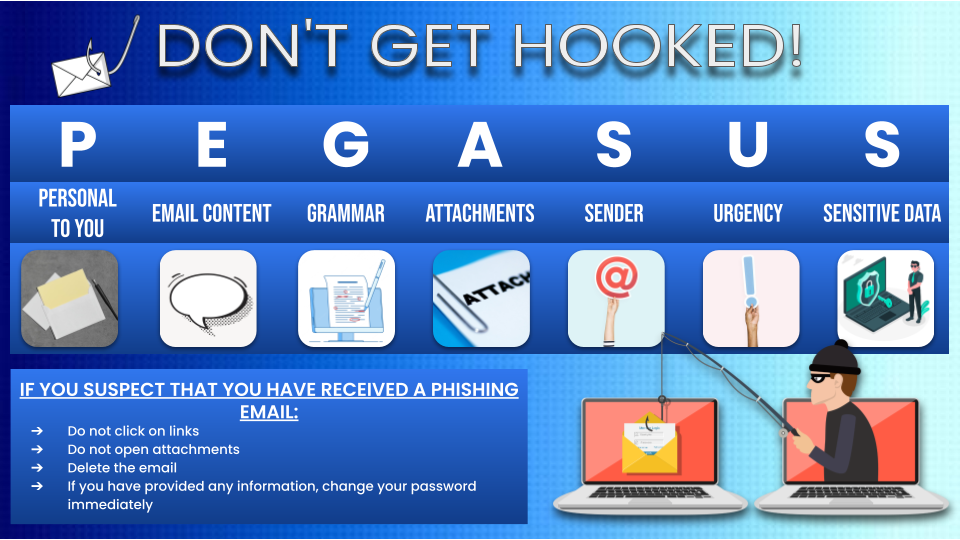 DON'T GET HOOKED!
P E G A S U S
PERSONAL
TO YOU
EMAIL CONTENT
GRAMMAR
ATTACHMENTS
SENDER
URGENCY
SENSITIVE DATA
ATTACH
@
IF YOU SUSPECT THAT YOU HAVE RECEIVED A PHISHING
EMAIL:
➔ Do not click on links
➔ Do not open attachments
➔ Delete the email
➔ If you have provided any information, change your password
immediately